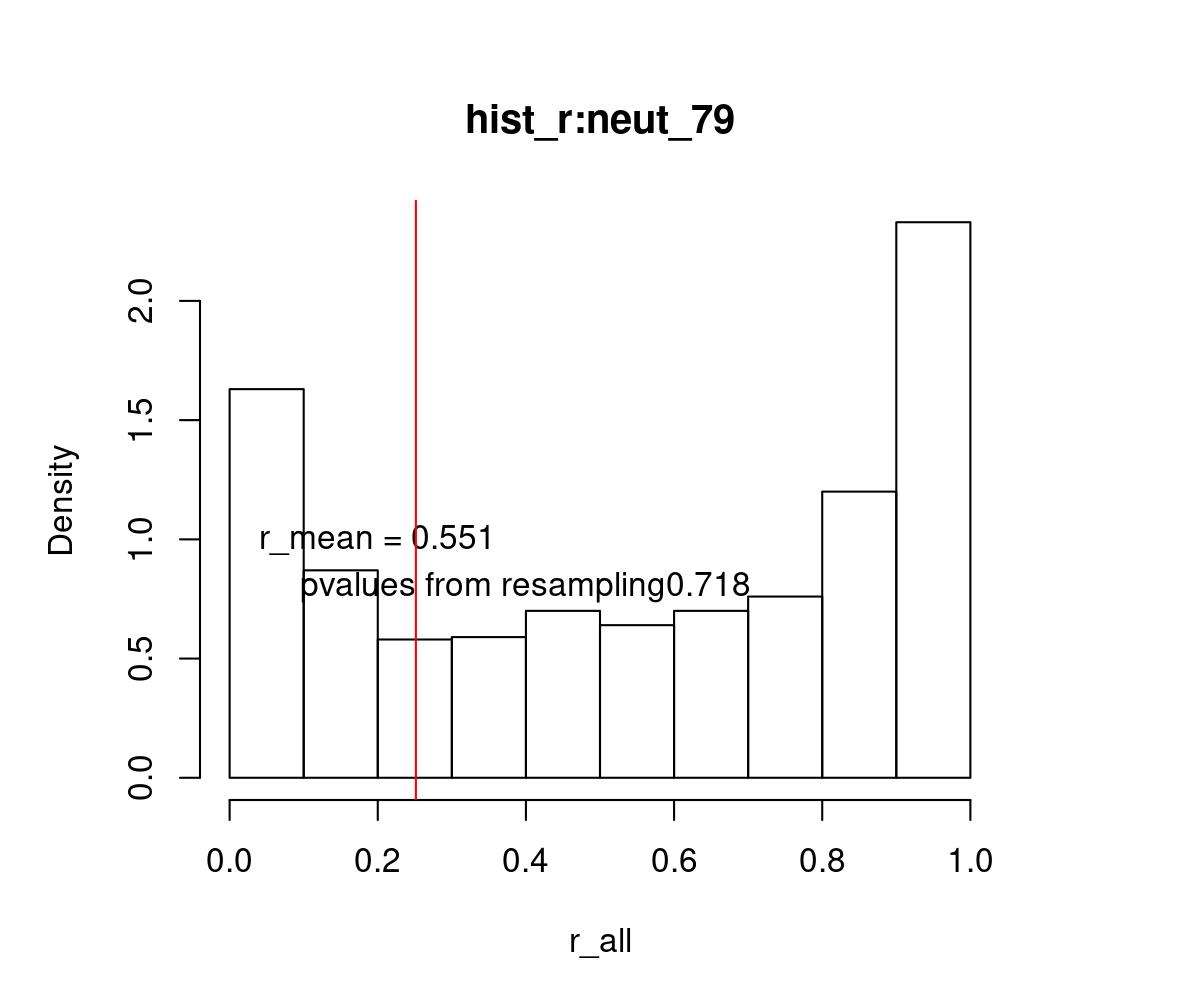 hist_r:neut_79
Density
2.0
1.5
1.0
0.5
0.0
r_mean = 0.551
pvalues from resampling0.718
0.0 0.2 0.4 0.6 0.8 1.0
r_all